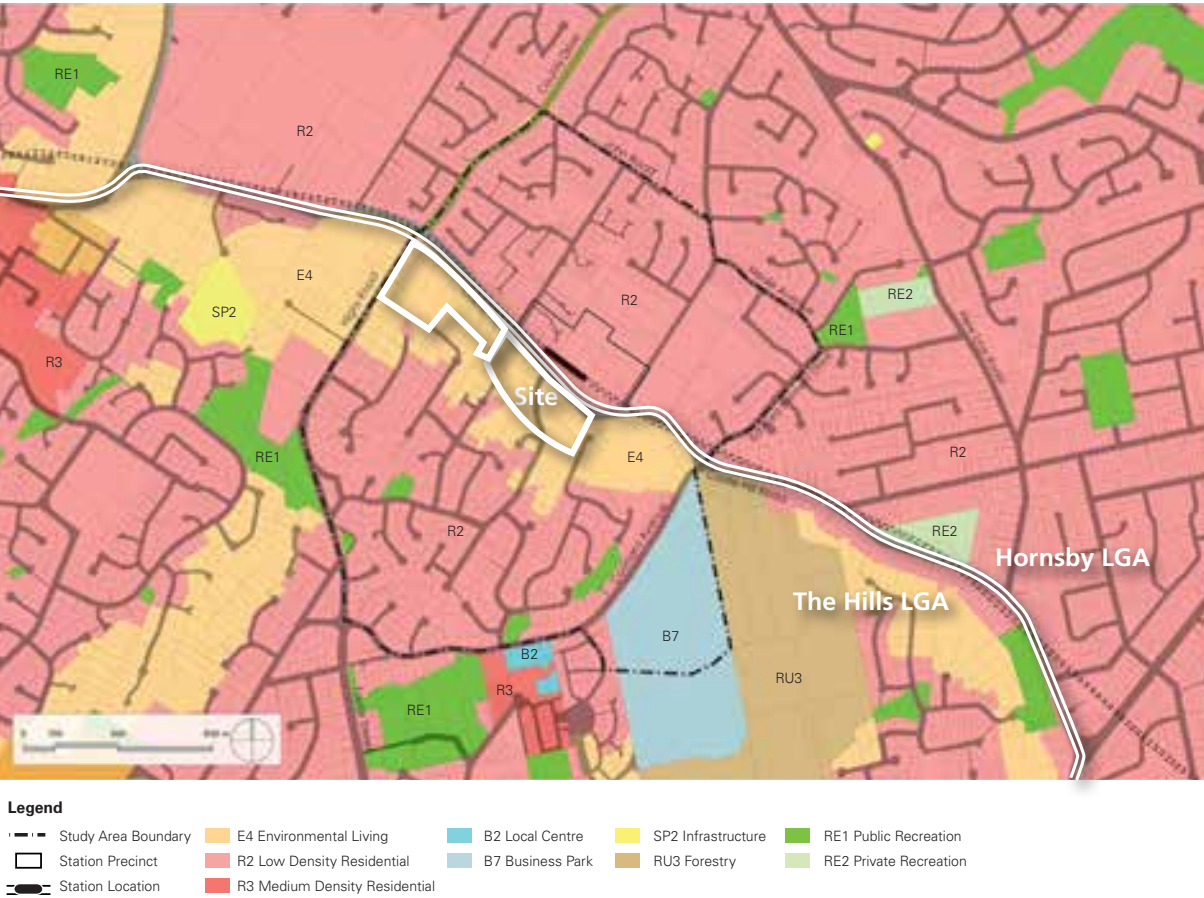 RE1
R2
E4
SP2
R2
RE2
RE1
R3
Site
RE1
E4
R2
R2
RE2
Hornsby LGA
The Hills LGA
B7
B2
RU3
R3
RE1
Legend
Study Area Boundary
E4 Environmental Living
B2 Local Centre
SP2 Infrastructure
RE1 Public Recreation
Station Precinct
R2 Low Density Residential
B7 Business Park
RU3 Forestry
RE2 Private Recreation
Station Location
R3 Medium Density Residential